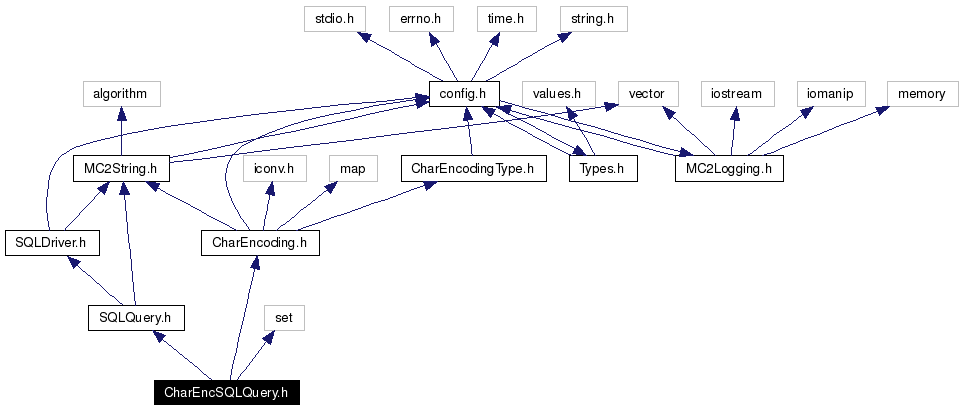 stdio.h
errno.h
time.h
string.h
algorithm
config.h
values.h
vector
iostream
iomanip
memory
MC2String.h
iconv.h
map
CharEncodingType.h
Types.h
MC2Logging.h
SQLDriver.h
CharEncoding.h
SQLQuery.h
set
CharEncSQLQuery.h